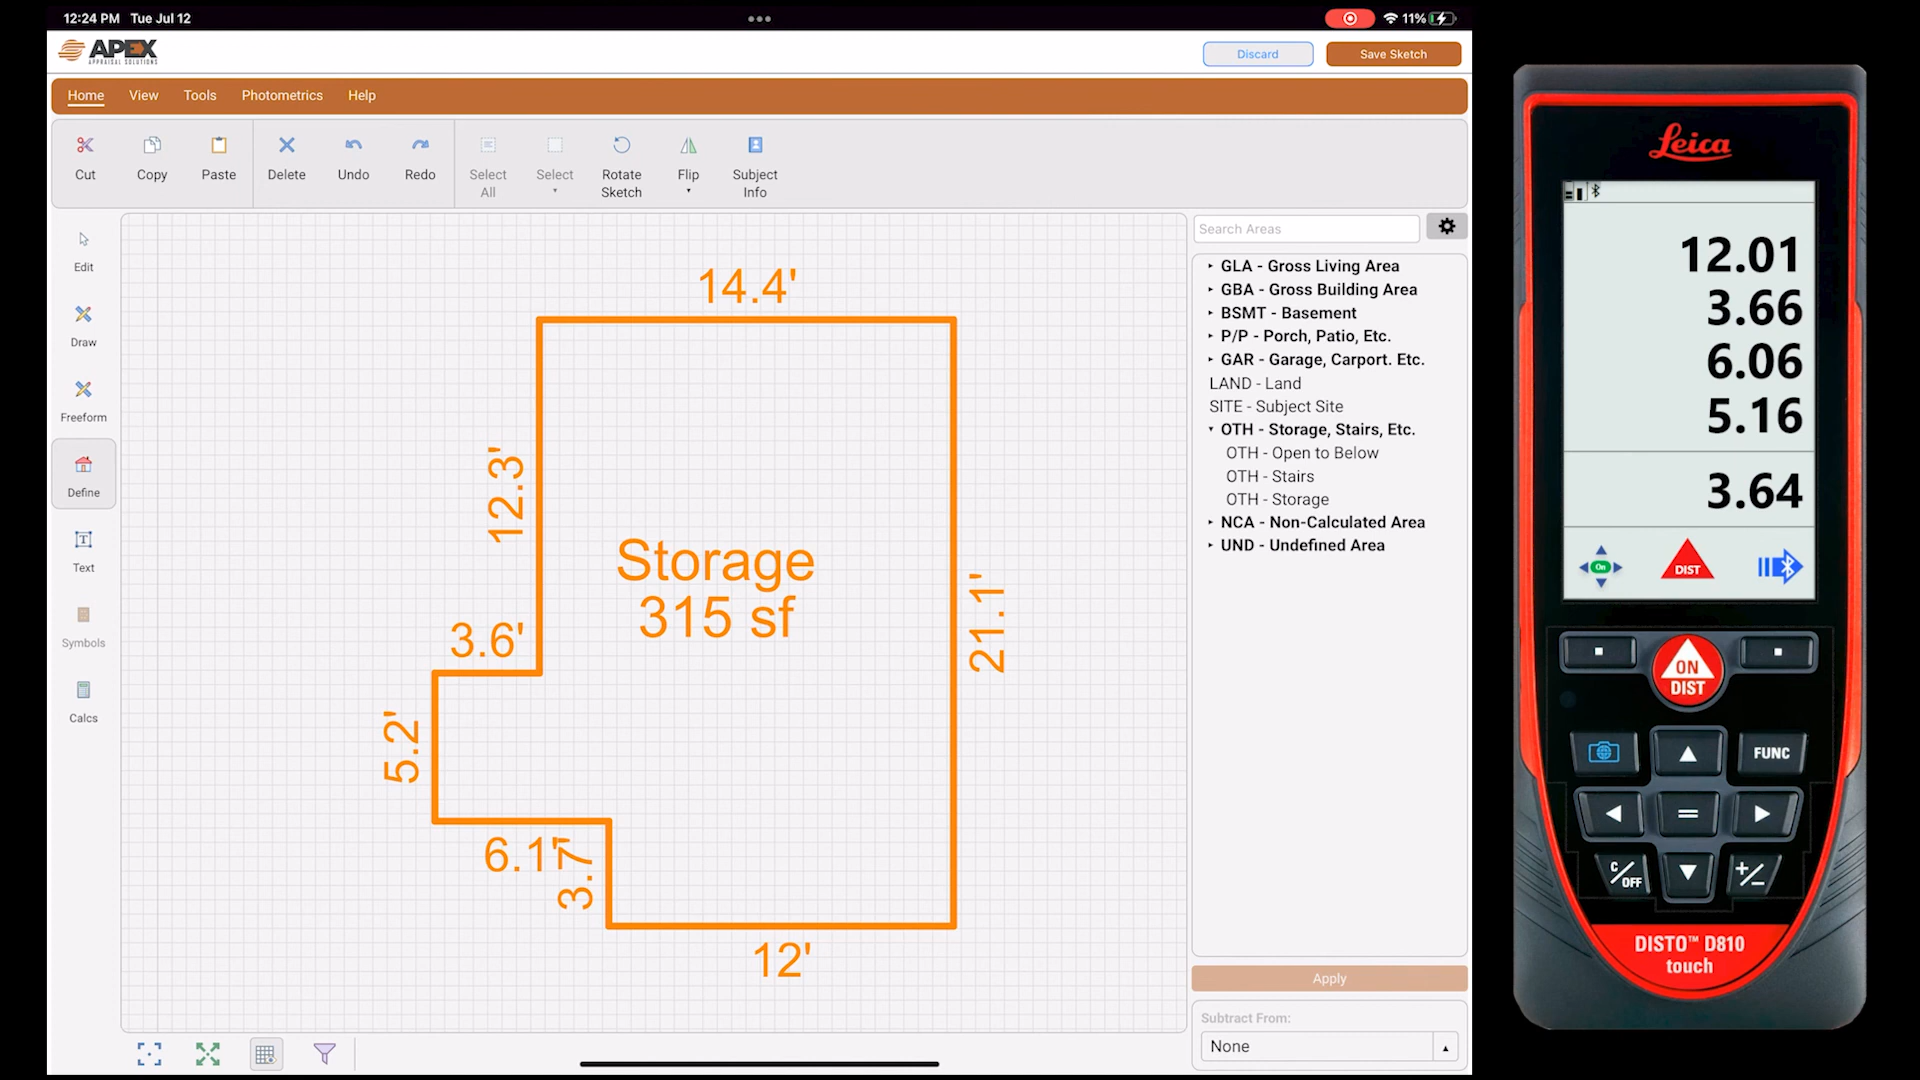 12:24 PM Tue Jul 12
11%
APEX
APPRAISAL SOLUTIONS
Discard
Save Sketch
Home View Tools Photometrics Help
Cut
Copy
Paste
Delete
Undo
Redo
Select All
Select
Rotate Sketch
Flip
Subject Info
Edit
Draw
Freeform
Define
Text
Symbols
Calcs
14.4'
12.3'
Storage
315 sf
21.1'
3.6'
5.2'
6.1'
3.7'
12'
Search Areas
GLA - Gross Living Area
GBA - Gross Building Area
BSMT - Basement
P/P - Porch, Patio, Etc.
GAR - Garage, Carport. Etc.
LAND - Land
SITE - Subject Site
OTH - Storage, Stairs, Etc.
OTH - Open to Below
OTH - Stairs
OTH - Storage
NCA - Non-Calculated Area
UND - Undefined Area
Apply
Subtract From:
None
Leica
12.01
3.66
6.06
5.16
3.64
On
DIST
ON
DIST
FUNC
C/OFF
+/-
DISTO™ D810
touch